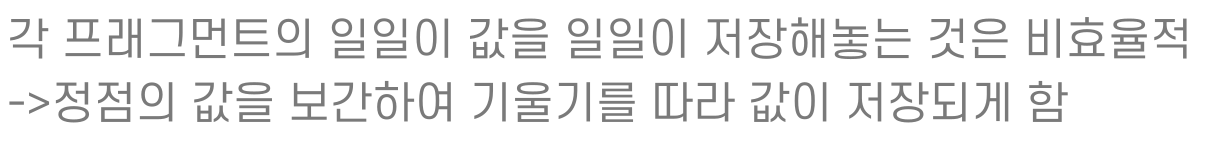 각 프래그먼트의 일일이 값을 일일이 저장해놓는 것은 비효율적
->정점의 값을 보간하여 기울기를 따라 값이 저장되게 함